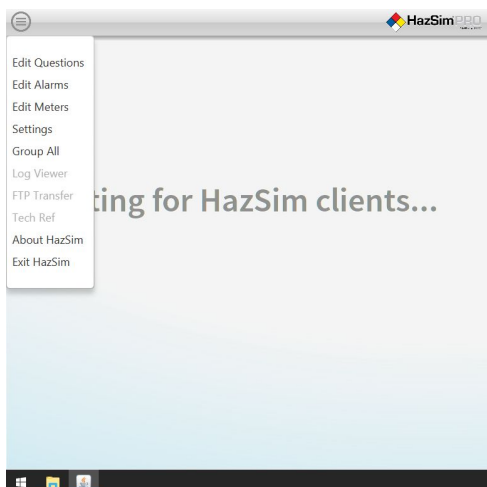 HazSim PRO
Edit Questions
Edit Alarms
Edit Meters
Settings
Group All
Log Viewer
FTP Transfer
ting for HazSim clients...
Tech Ref
About HazSim
Exit HazSim